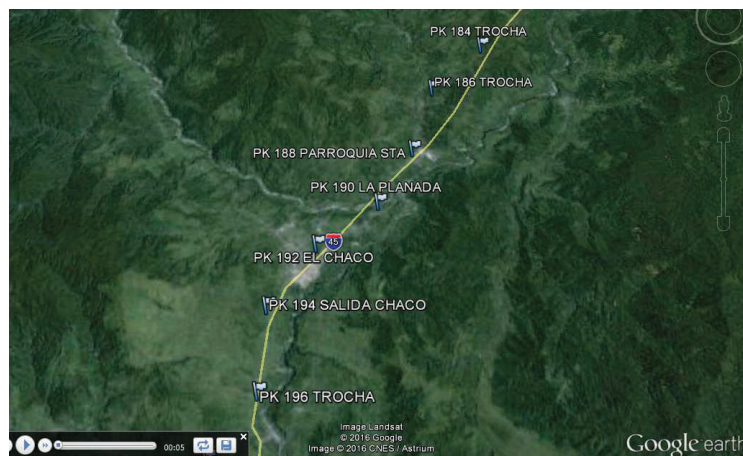 PK 184 TROCHA
PK 186 TROCHA
PK 188 PARROQUIA STA
PK 190 LA PLANADA
45
PK 192 EL CHACO
PK 194 SALIDA CHACO
PK 196 TROCHA
Image Landsat
© 2016 Google
Image © 2016 CNES / Astrium
00:05
Google earth